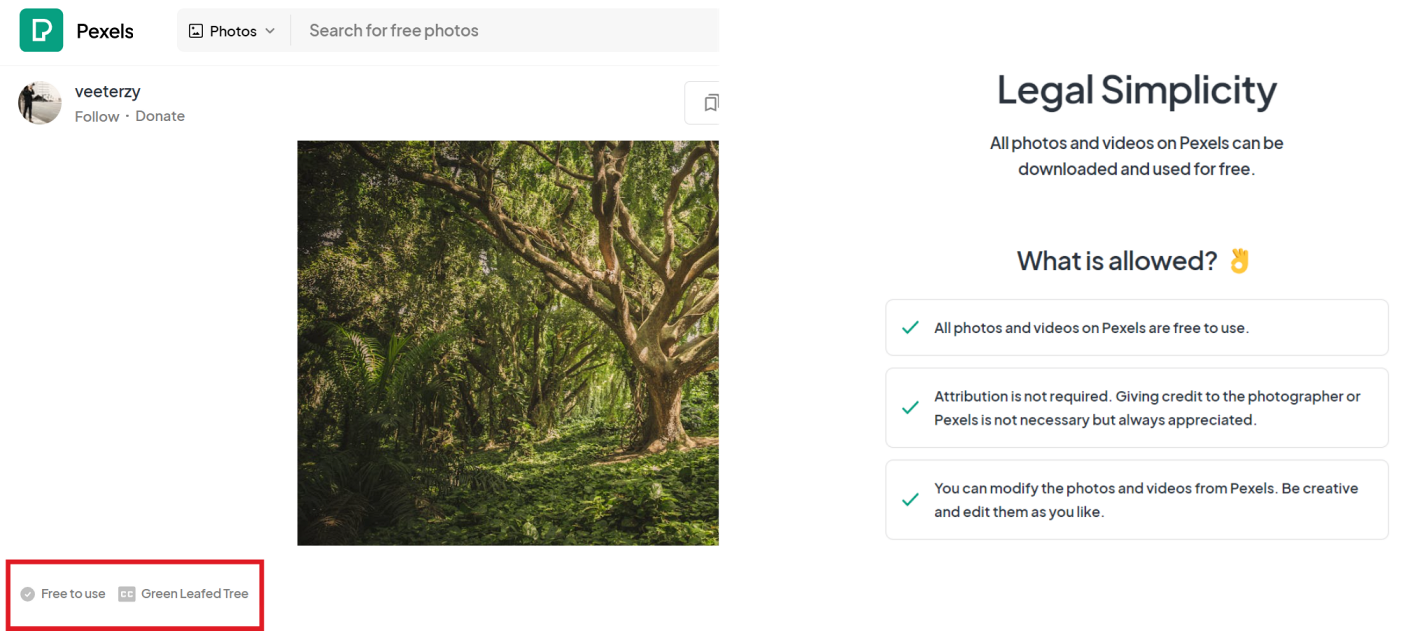 Pexels
Photos
Search for free photos
veeterzy
Follow • Donate
Free to use
CC Green Leafed Tree
Legal Simplicity
All photos and videos on Pexels can be
downloaded and used for free.
What is allowed? 👌
All photos and videos on Pexels are free to use.
Attribution is not required. Giving credit to the photographer or
Pexels is not necessary but always appreciated.
You can modify the photos and videos from Pexels. Be creative
and edit them as you like.